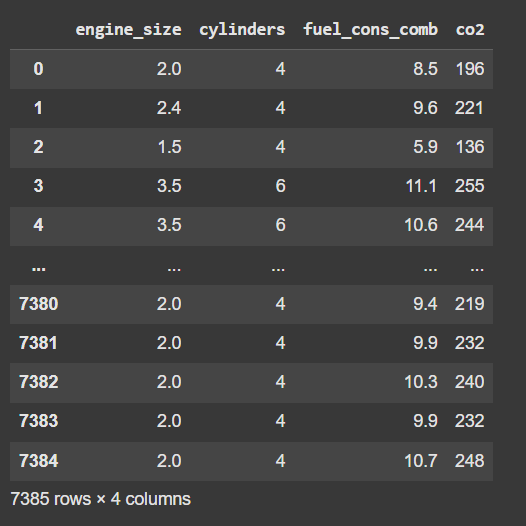 engine_size cylinders fuel_cons_comb co2
0 2.0 4 8.5 196
1 2.4 4 9.6 221
2 1.5 4 5.9 136
3 3.5 6 11.1 255
4 3.5 6 10.6 244
... ... ... ... ...
7380 2.0 4 9.4 219
7381 2.0 4 9.9 232
7382 2.0 4 10.3 240
7383 2.0 4 9.9 232
7384 2.0 4 10.7 248
7385 rows × 4 columns